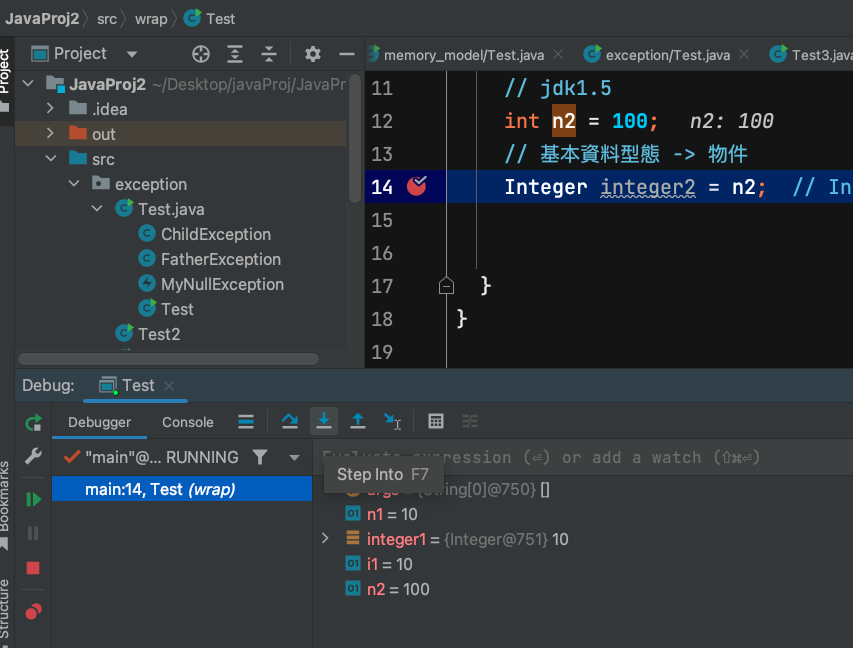 JavaProj2 src wrap Test
Project
Project
memory_model/Test.java
exception/Test.java
Test3.java
JavaProj2 ~/Desktop/javaProj/JavaPr
.idea
out
src
exception
Test.java
ChildException
FatherException
MyNullException
Test
Test2
11 // jdk1.5
12 int n2 = 100; n2: 100
13 // 基本資料型態 -> 物件
14 Integer integer2 = n2; // In
15
16
17 }
18 }
19
Debug: Test
Debugger Console
"main"@... RUNNING
Evaluate expression (⏎) or add a watch (⇧⌘⏎)
Step Into F7
main:14, Test (wrap)
args = {String[0]@750} []
n1 = 10
integer1 = {Integer@751} 10
i1 = 10
n2 = 100
Bookmarks
Structure